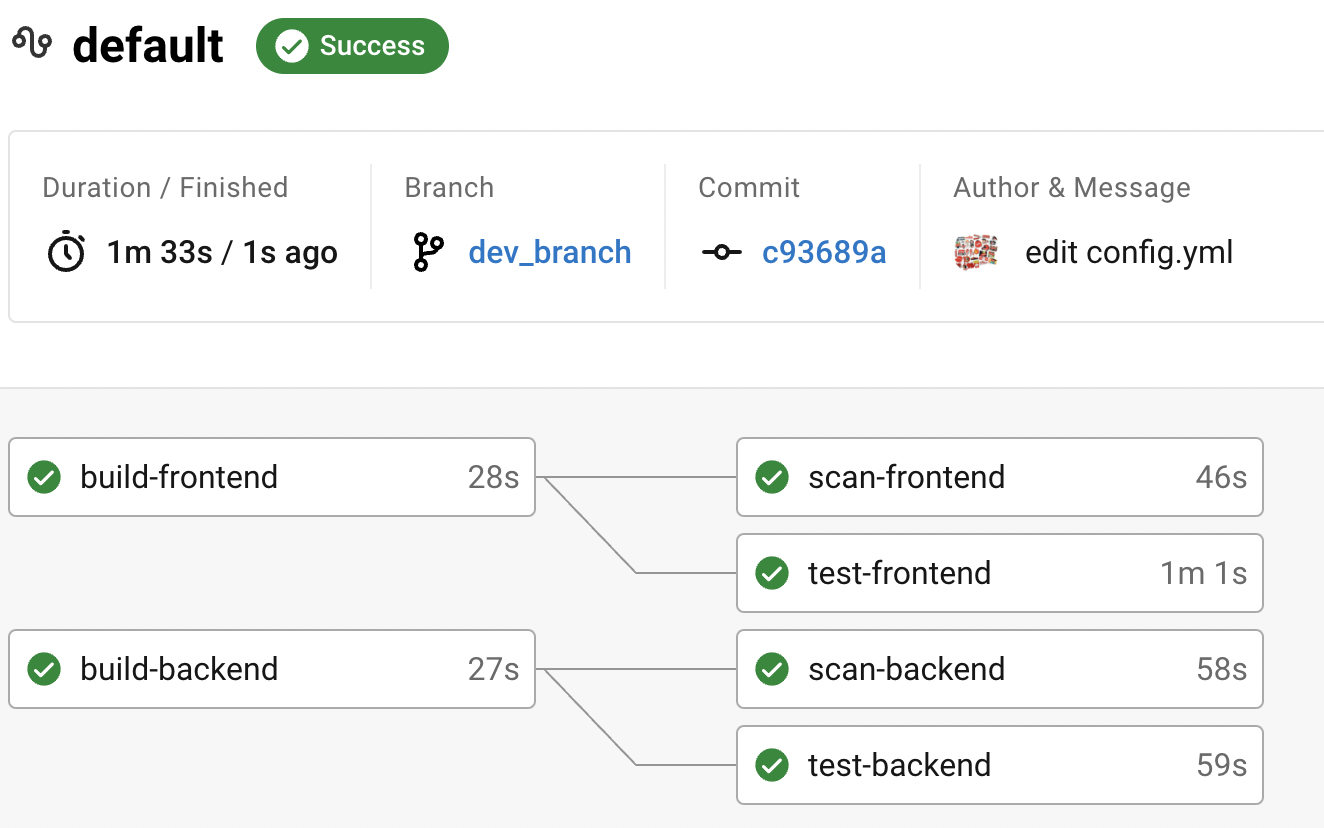 default Success
Duration / Finished Branch Commit Author & Message
1m 33s / 1s ago dev_branch c93689a edit config.yml
build-frontend 28s scan-frontend 46s
test-frontend 1m 1s
build-backend 27s scan-backend 58s
test-backend 59s